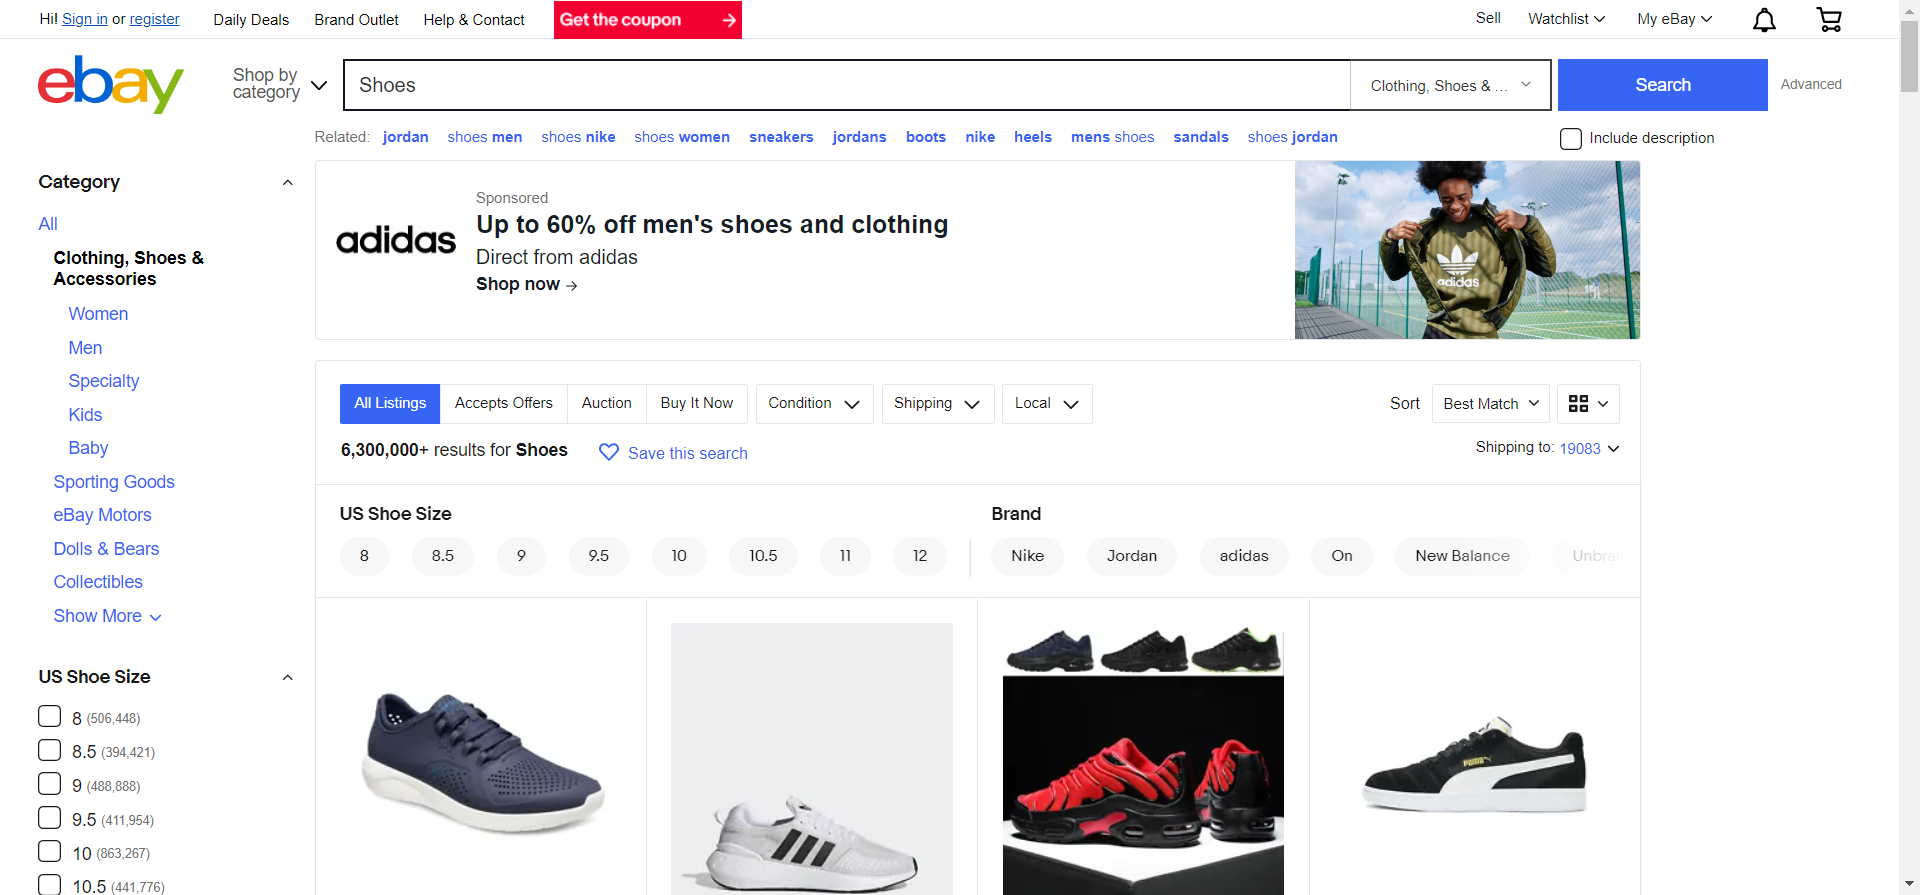 Hi! Sign in or register Daily Deals Brand Outlet Help & Contact Get the coupon Sell Watchlist My eBay
ebay Shop by category Shoes Clothing, Shoes & ... Search Advanced
Related: jordan shoes men shoes nike shoes women sneakers jordans boots nike heels mens shoes sandals shoes jordan Include description
Category
All
Clothing, Shoes &
Accessories
Women
Men
Specialty
Kids
Baby
Sporting Goods
eBay Motors
Dolls & Bears
Collectibles
Show More
US Shoe Size
8 (506,448)
8.5 (394,421)
9 (488,888)
9.5 (411,954)
10 (863,267)
10.5 (441,776)
adidas
Sponsored
Up to 60% off men's shoes and clothing
Direct from adidas
Shop now
adidas
All Listings Accepts Offers Auction Buy It Now Condition Shipping Local Sort Best Match
6,300,000+ results for Shoes Save this search Shipping to: 19083
US Shoe Size Brand
8 8.5 9 9.5 10 10.5 11 12 Nike Jordan adidas On New Balance Unbran
PUMA